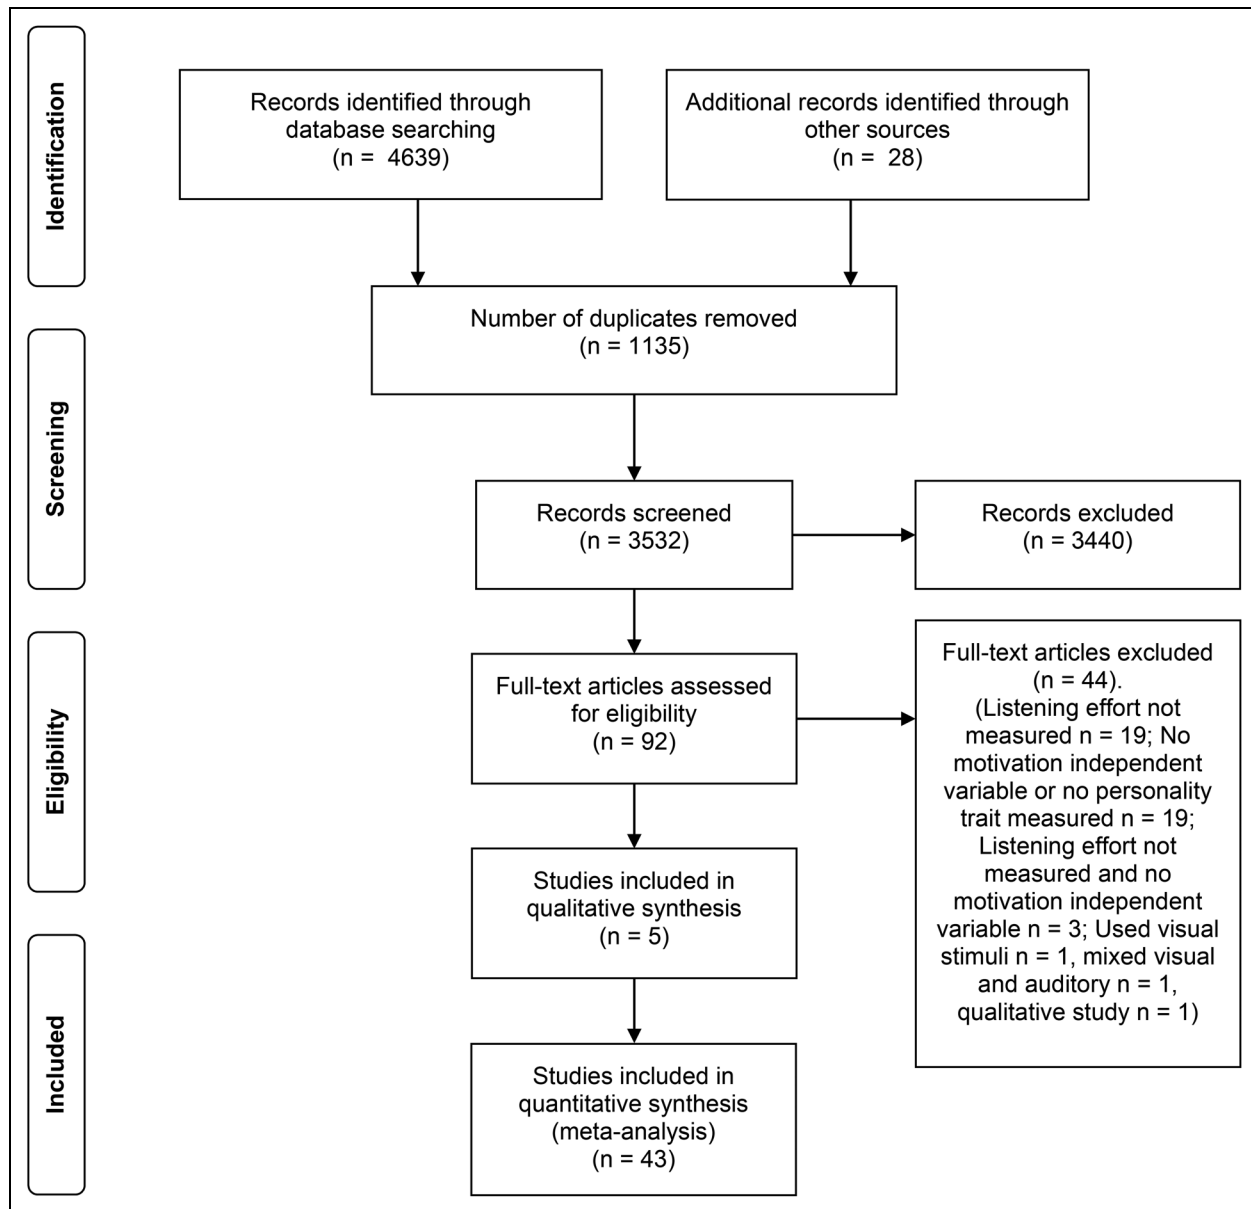 Identification
Records identified through
database searching
(n =  4639)
Additional records identified through
other sources
(n =  28)
Number of duplicates removed
(n = 1135)
Screening
Records screened
(n = 3532)
Records excluded
(n = 3440)
Eligibility
Full-text articles assessed
for eligibility
(n = 92)
Full-text articles excluded
(n = 44).
(Listening effort not
measured n = 19; No
motivation independent
variable or no personality
trait measured n = 19;
Listening effort not
measured and no
motivation independent
variable n = 3; Used visual
stimuli n = 1, mixed visual
and auditory n = 1,
qualitative study n = 1)
Studies included in
qualitative synthesis
(n = 5)
Included
Studies included in
quantitative synthesis
(meta-analysis)
(n = 43)